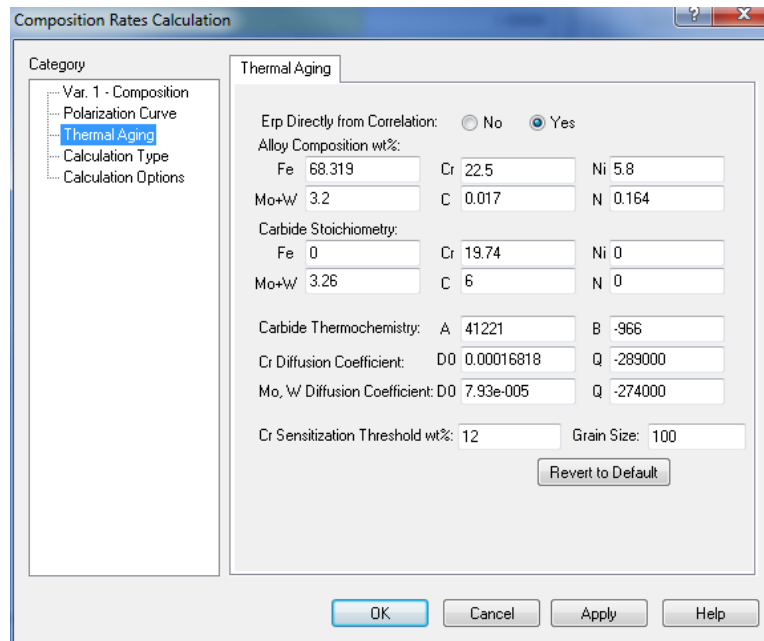 Composition Rates Calculation ? X
Category
Var. 1 - Composition
Polarization Curve
Thermal Aging
Calculation Type
Calculation Options
Thermal Aging
Erp Directly from Correlation: No Yes
Alloy Composition wt%:
Fe 68.319 Cr 22.5 Ni 5.8
Mo+W 3.2 C 0.017 N 0.164
Carbide Stoichiometry:
Fe 0 Cr 19.74 Ni 0
Mo+W 3.26 C 6 N 0
Carbide Thermochemistry: A 41221 B -966
Cr Diffusion Coefficient: D0 0.00016818 Q -289000
Mo, W Diffusion Coefficient: D0 7.93e-005 Q -274000
Cr Sensitization Threshold wt%: 12 Grain Size: 100
Revert to Default
OK Cancel Apply Help